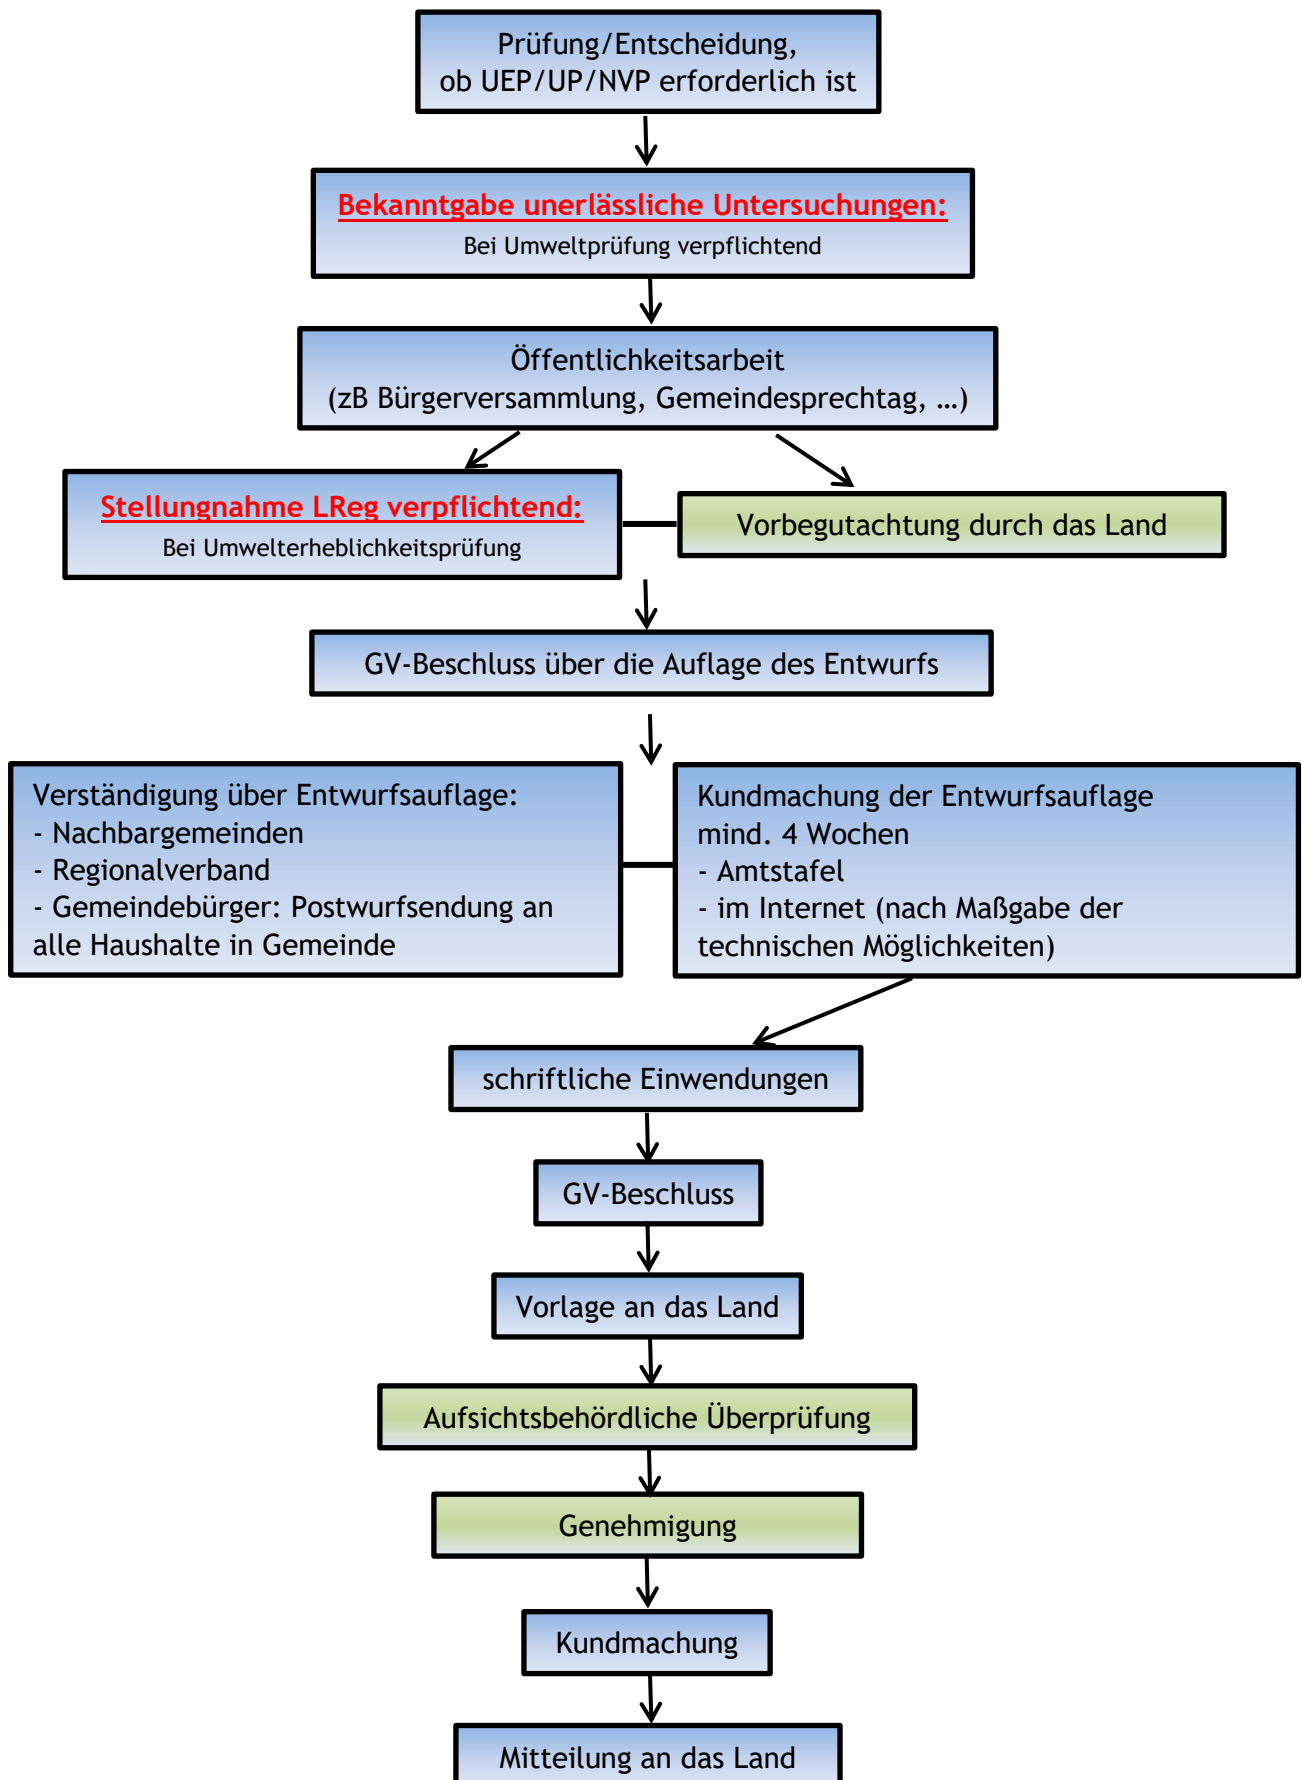 Prüfung/Entscheidung,
ob UEP/UP/NVP erforderlich ist
Bekanntgabe unerlässliche Untersuchungen:
Bei Umweltprüfung verpflichtend
Öffentlichkeitsarbeit
(zB Bürgerversammlung, Gemeindesprechtag, …)
Stellungnahme LReg verpflichtend:
Bei Umwelterheblichkeitsprüfung
Vorbegutachtung durch das Land
GV-Beschluss über die Auflage des Entwurfs
Verständigung über Entwurfsauflage:
- Nachbargemeinden
- Regionalverband
- Gemeindebürger: Postwurfsendung an
alle Haushalte in Gemeinde
Kundmachung der Entwurfsauflage
mind. 4 Wochen
- Amtstafel
- im Internet (nach Maßgabe der
technischen Möglichkeiten)
schriftliche Einwendungen
GV-Beschluss
Vorlage an das Land
Aufsichtsbehördliche Überprüfung
Genehmigung
Kundmachung
Mitteilung an das Land